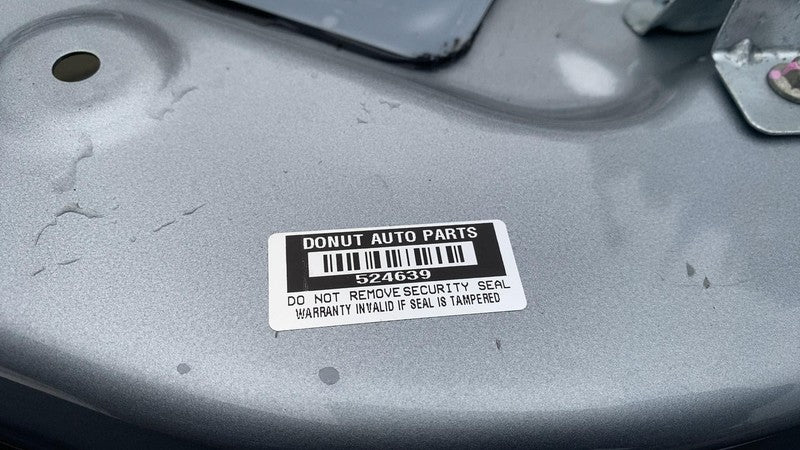 DONUT AUTO PARTS
524639
DO NOT REMOVE SECURITY SEAL
WARRANTY INVALID IF SEAL IS TAMPERED